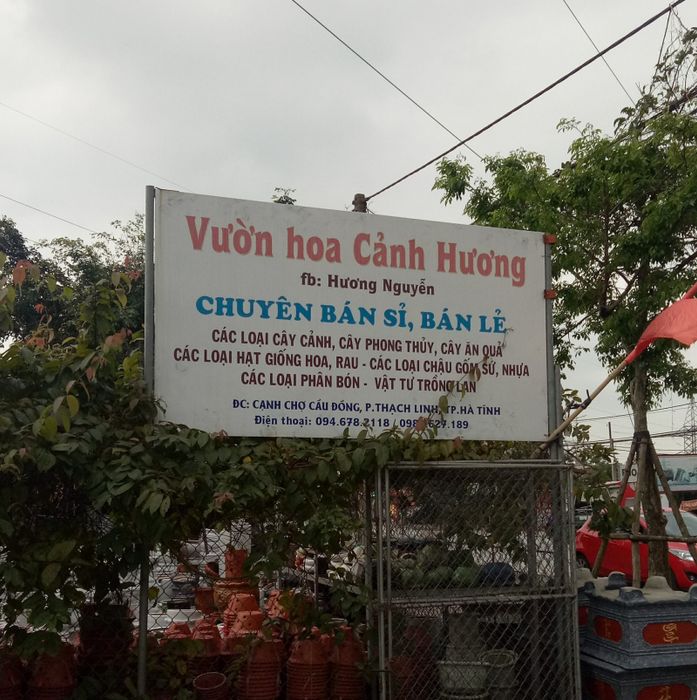 Vườn hoa Cảnh Hương
fb: Hương Nguyễn
CHUYÊN BÁN SỈ, BÁN LẺ
CÁC LOẠI CÂY CẢNH, CÂY PHONG THỦY, CÂY ĂN QUẢ
CÁC LOẠI HẠT GIỐNG HOA, RAU - CÁC LOẠI CHẬU GỐM, SỨ, NHỰA
CÁC LOẠI PHÂN BÓN - VẬT TƯ TRỒNG LAN
ĐC: CẠNH CHỢ CẦU ĐÔNG, P.THẠCH LINH, TP.HÀ TĨNH
Điện thoại: 094.678.2118 /